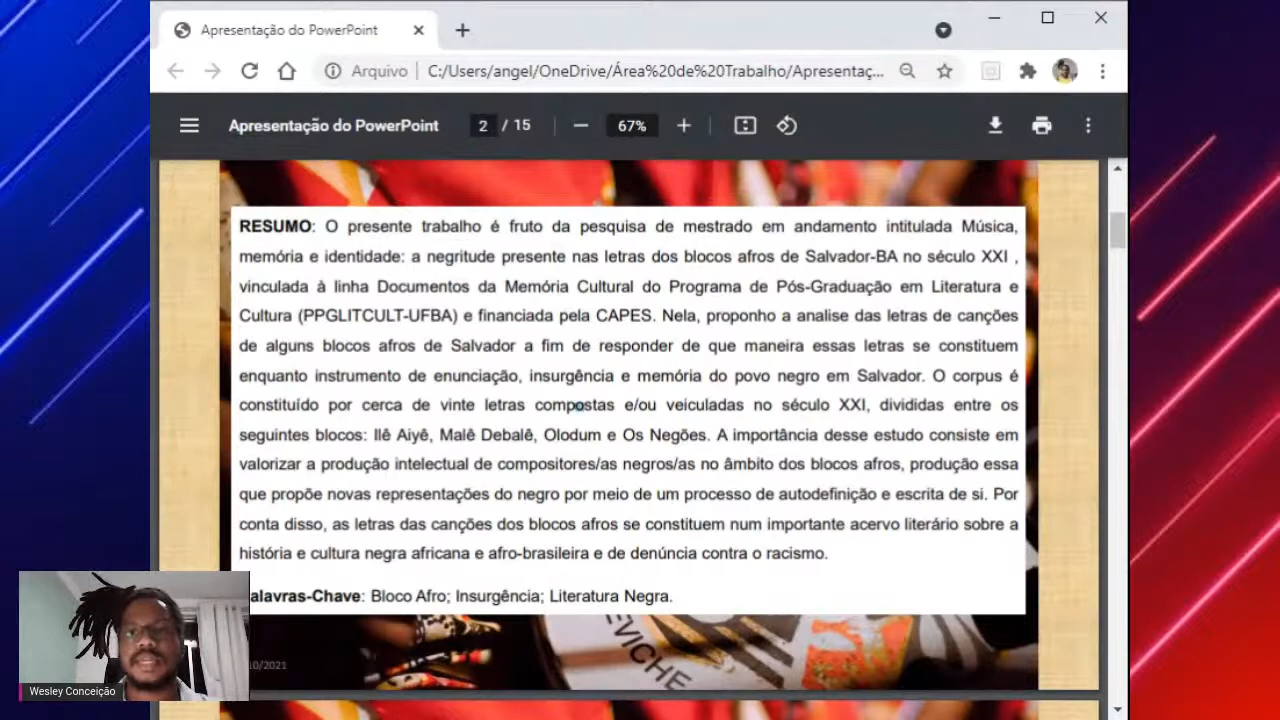 Apresentação do PowerPoint
Arquivo
C:/Users/angel/OneDrive/Área%20de%20Trabalho/Apresentaç...
Apresentação do PowerPoint 2 / 15 67%
RESUMO: O presente trabalho é fruto da pesquisa de mestrado em andamento intitulada Música,
memória e identidade: a negritude presente nas letras dos blocos afros de Salvador-BA no século XXI ,
vinculada à linha Documentos da Memória Cultural do Programa de Pós-Graduação em Literatura e
Cultura (PPGLITCULT-UFBA) e financiada pela CAPES. Nela, proponho a analise das letras de canções
de alguns blocos afros de Salvador a fim de responder de que maneira essas letras se constituem
enquanto instrumento de enunciação, insurgência e memória do povo negro em Salvador. O corpus é
constituído por cerca de vinte letras compostas e/ou veiculadas no século XXI, divididas entre os
seguintes blocos: Ilê Aiyê, Malê Debalê, Olodum e Os Negões. A importância desse estudo consiste em
valorizar a produção intelectual de compositores/as negros/as no âmbito dos blocos afros, produção essa
que propõe novas representações do negro por meio de um processo de autodefinição e escrita de si. Por
conta disso, as letras das canções dos blocos afros se constituem num importante acervo literário sobre a
história e cultura negra africana e afro-brasileira e de denúncia contra o racismo.
alavras-Chave: Bloco Afro; Insurgência; Literatura Negra.
EVICHE
10/2021
Wesley Conceição